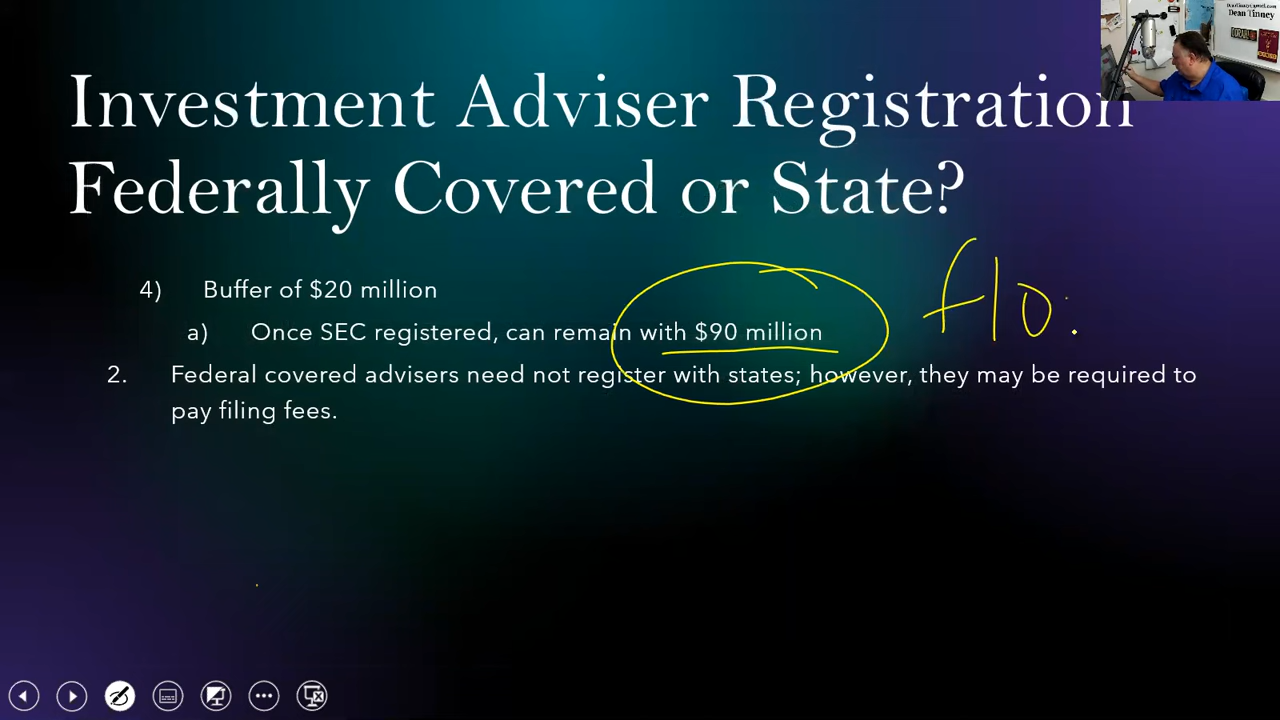 Dean Tinney
Investment Adviser Registration
Federally Covered or State?
4) Buffer of $20 million
a) Once SEC registered, can remain with $90 million
flo
2. Federal covered advisers need not register with states; however, they may be required to
pay filing fees.